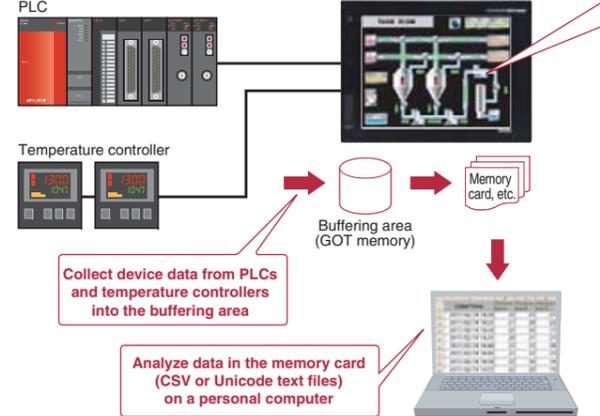 PLC
Temperature controller
1300
1047
1300
1047
Memory
card, etc.
Buffering area
(GOT memory)
Collect device data from PLCs
and temperature controllers
into the buffering area
Analyze data in the memory card
(CSV or Unicode text files)
on a personal computer